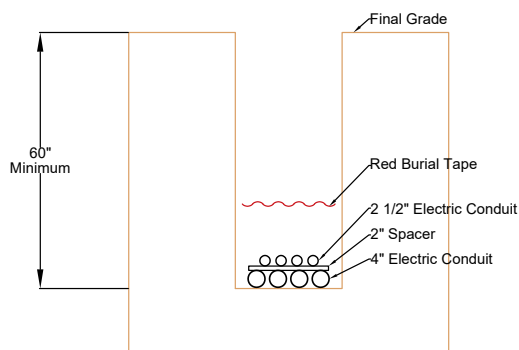 Final Grade
60"
Minimum
Red Burial Tape
2 1/2" Electric Conduit
2" Spacer
4" Electric Conduit